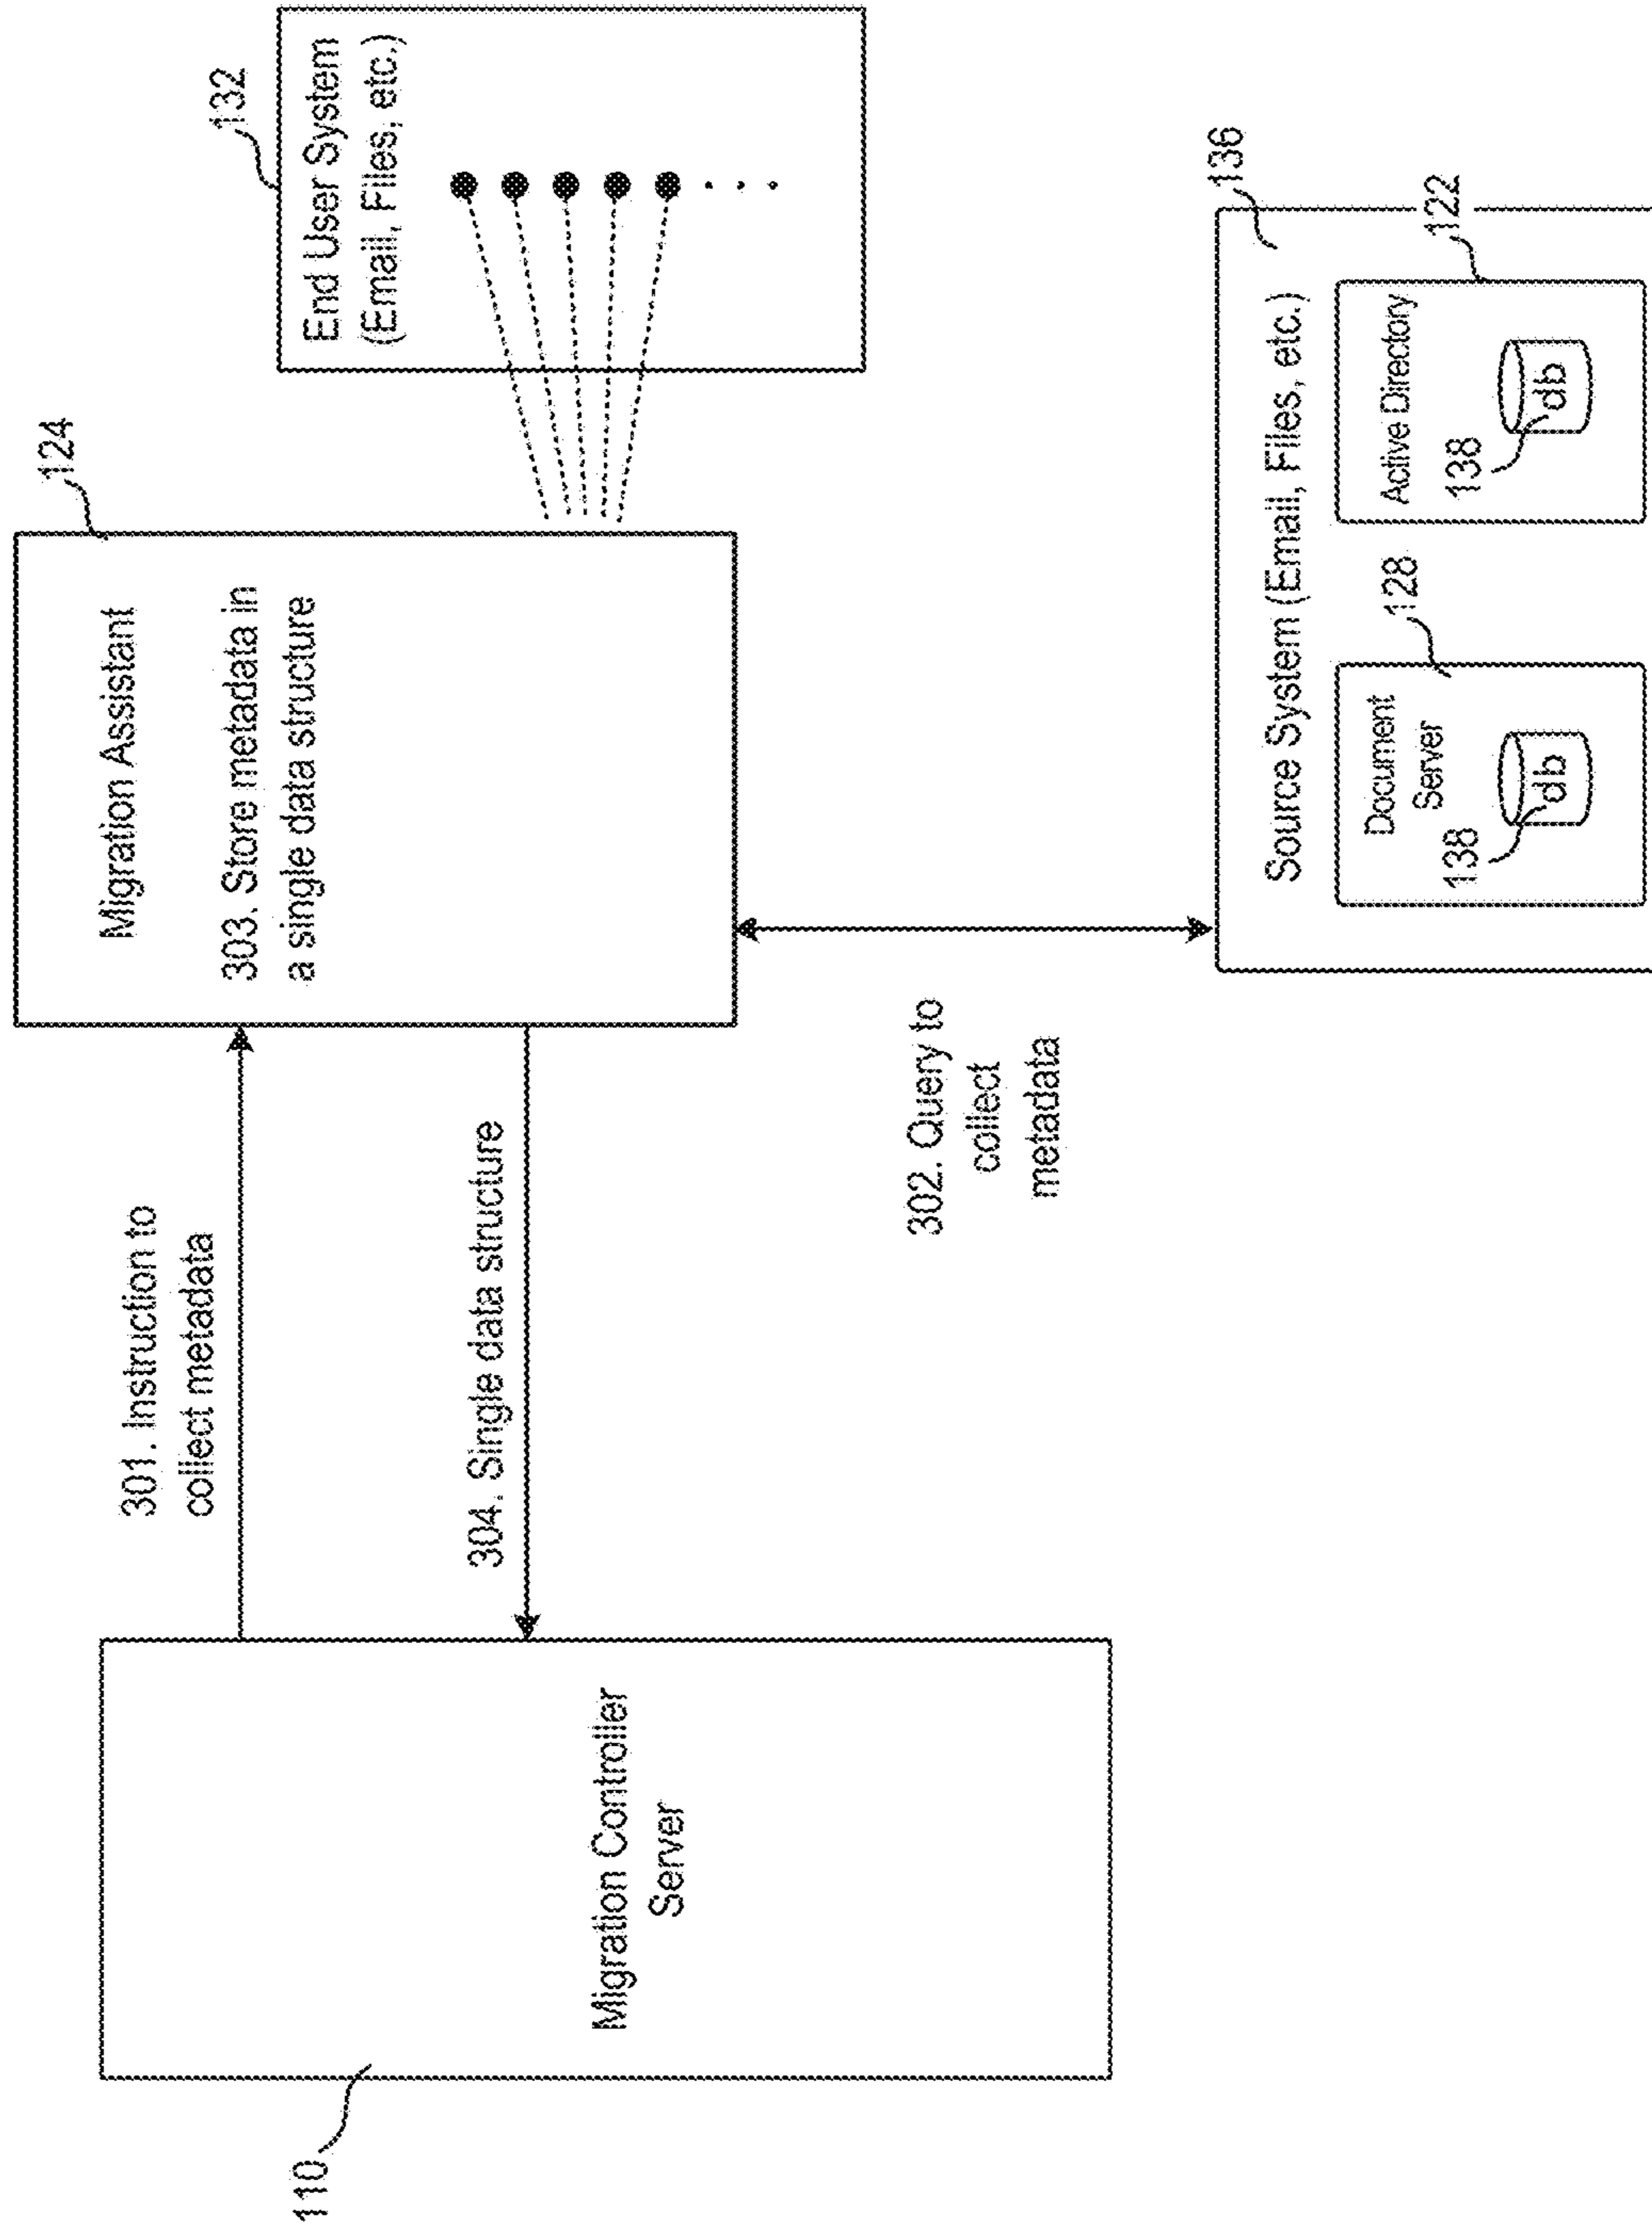 110
Migration Controller
Server
301. Instruction to
collect metadata
304. Single data structure
124
Migration Assistant
303. Store metadata in
a single data structure
132
End User System
(Email, Files, etc.)
302. Query to
collect
metadata
136
Source System (Email, Files, etc.)
128
Document
Server
138
db
122
Active Directory
138
db